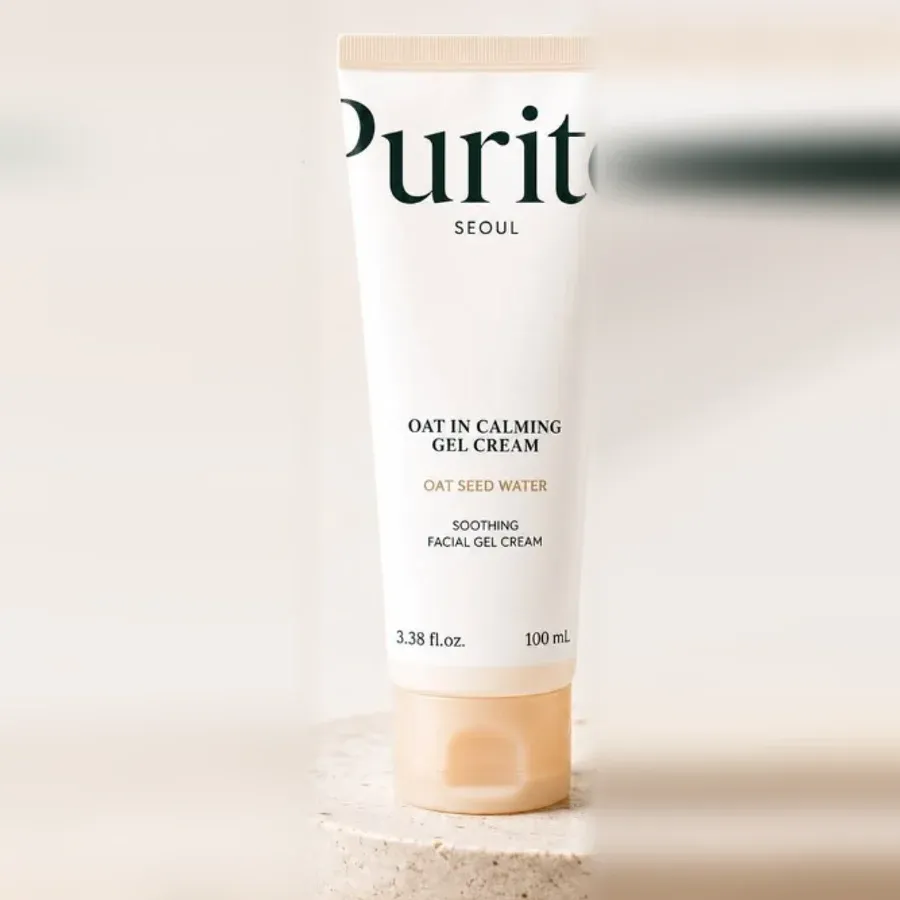 Purito
SEOUL
OAT IN CALMING
GEL CREAM
OAT SEED WATER
SOOTHING
FACIAL GEL CREAM
3.38 fl.oz. 100 mL